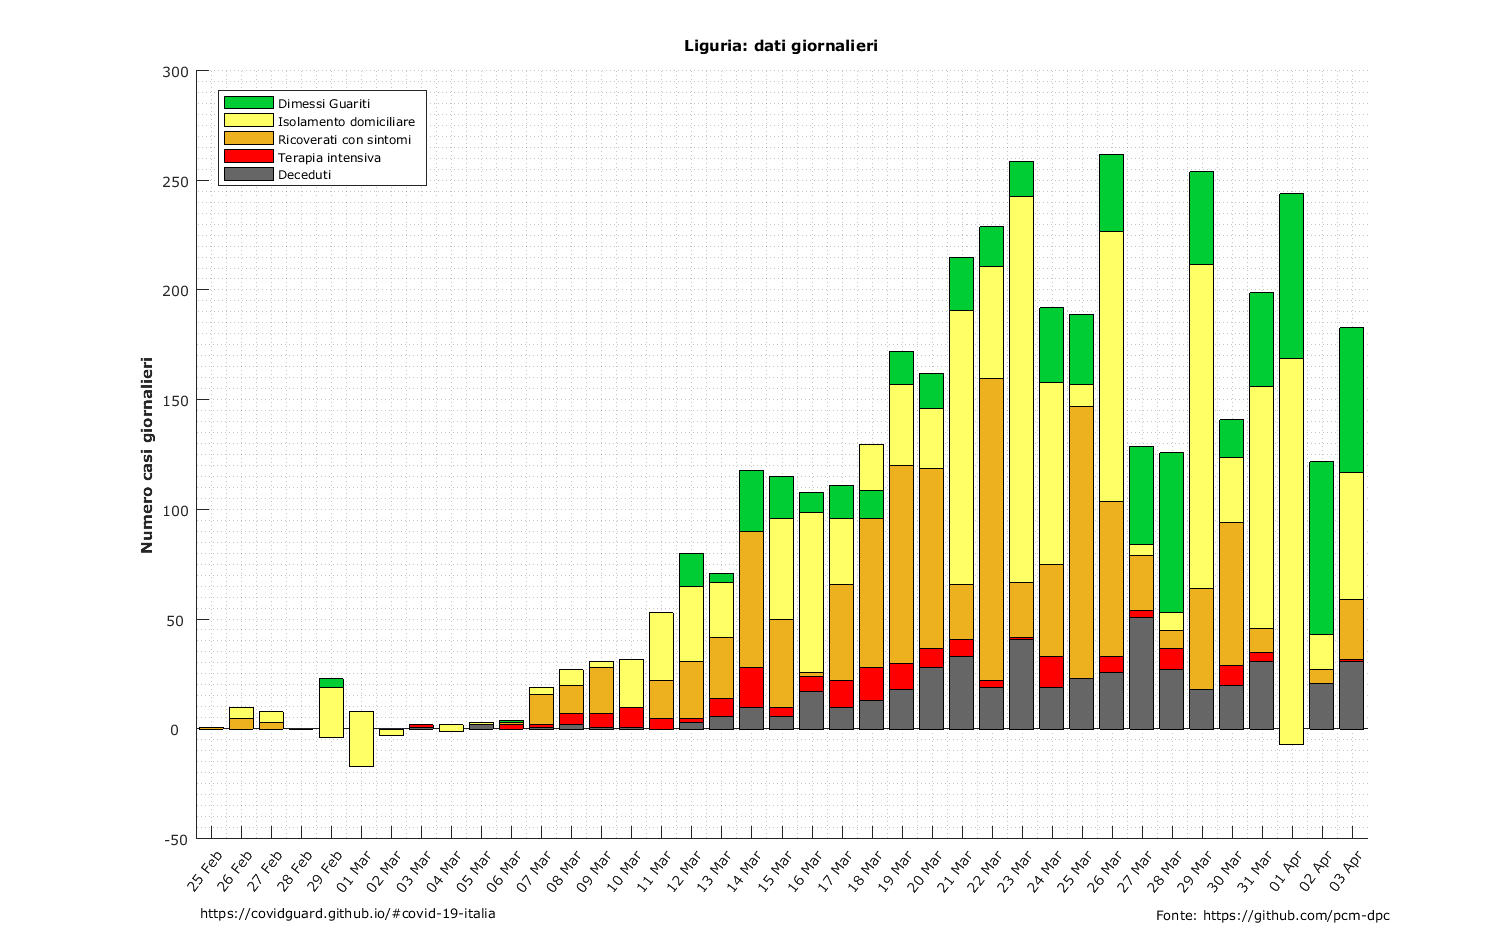 Liguria: dati giornalieri
300
250
200
150
100
50
0
-50
Numero casi giornalieri
Dimessi Guariti
Isolamento domiciliare
Ricoverati con sintomi
Terapia intensiva
Deceduti
25 Feb
26 Feb
27 Feb
28 Feb
29 Feb
01 Mar
02 Mar
03 Mar
04 Mar
05 Mar
06 Mar
07 Mar
08 Mar
09 Mar
10 Mar
11 Mar
12 Mar
13 Mar
14 Mar
15 Mar
16 Mar
17 Mar
18 Mar
19 Mar
20 Mar
21 Mar
22 Mar
23 Mar
24 Mar
25 Mar
26 Mar
27 Mar
28 Mar
29 Mar
30 Mar
31 Mar
01 Apr
02 Apr
03 Apr
https://covidguard.github.io/#covid-19-italia
Fonte: https://github.com/pcm-dpc